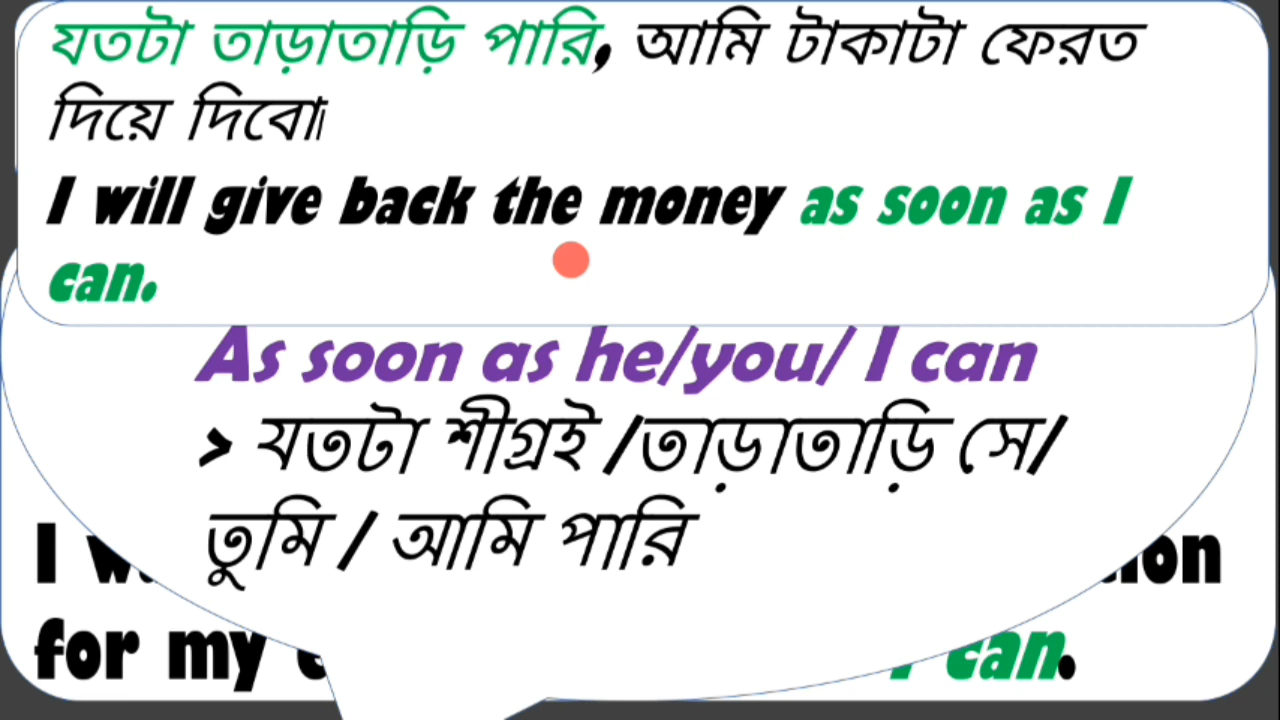 যতটা তাড়াতাড়ি পারি, আমি টাকাটা ফেরত
দিয়ে দিবো।
I will give back the money as soon as I
can.
As soon as he/you/ I can
> যতটা শীগ্রই /তাড়াতাড়ি সে/
তুমি / আমি পারি
I
for my can.